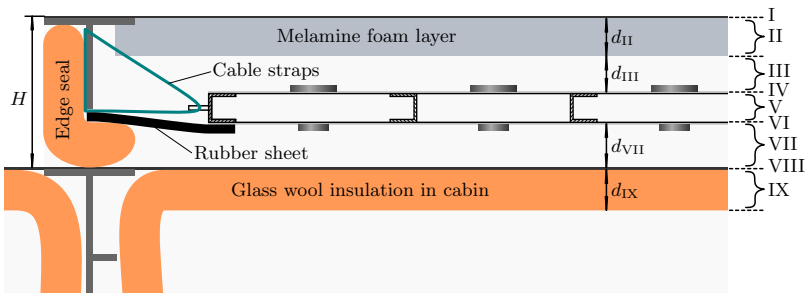 I
II
Melamine foam layer
d_II
III
d_III
Cable straps
IV
H
Edge seal
V
VI
Rubber sheet
d_VII
VII
VIII
Glass wool insulation in cabin
d_IX
IX